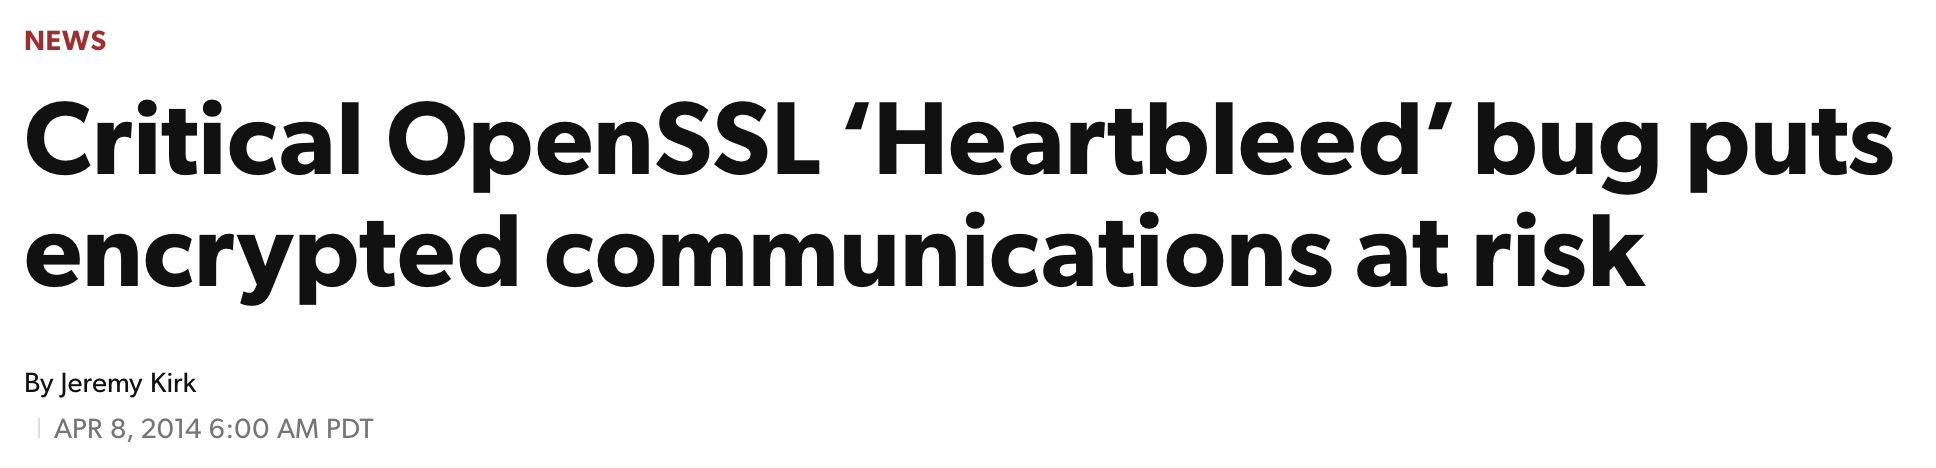 NEWS
Critical OpenSSL ‘Heartbleed’ bug puts
encrypted communications at risk
By Jeremy Kirk
| APR 8, 2014 6:00 AM PDT